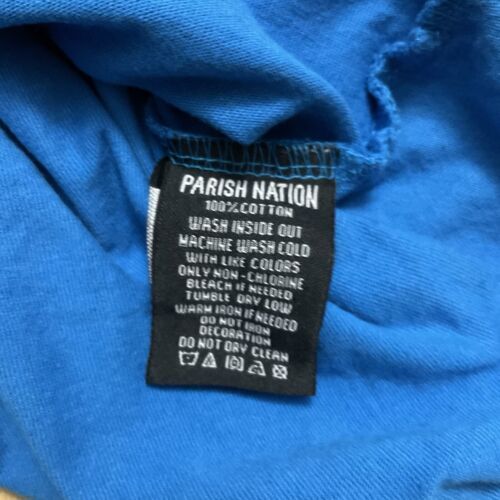 PARISH NATION
100% COTTON
WASH INSIDE OUT
MACHINE WASH COLD
WITH LIKE COLORS
ONLY NON-CHLORINE
BLEACH IF NEEDED
TUMBLE DRY LOW
WARM IRON IF NEEDED
DO NOT IRON
DECORATION
DO NOT DRY CLEAN